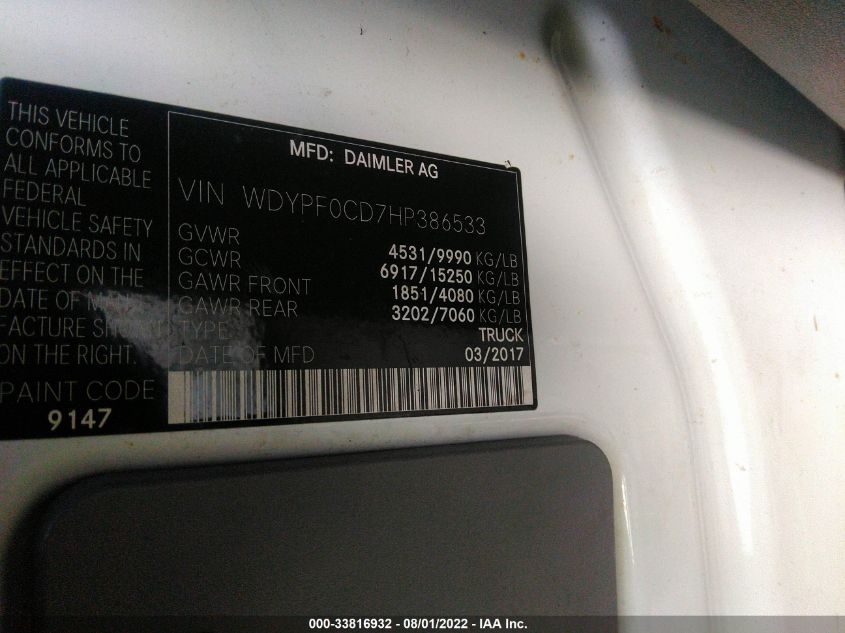 THIS VEHICLE
CONFORMS TO
ALL APPLICABLE
FEDERAL
VEHICLE SAFETY
STANDARDS IN
EFFECT ON THE
DATE OF MANU
FACTURE SHOWN
ON THE RIGHT.
PAINT CODE
9147
MFD: DAIMLER AG
VIN WDYPF0CD7HP386533
GVWR 4531/9990 KG/LB
GCWR 6917/15250 KG/LB
GAWR FRONT 1851/4080 KG/LB
GAWR REAR 3202/7060 KG/LB
TYPE TRUCK
DATE OF MFD 03/2017
000-33816932 - 08/01/2022 - IAA Inc.